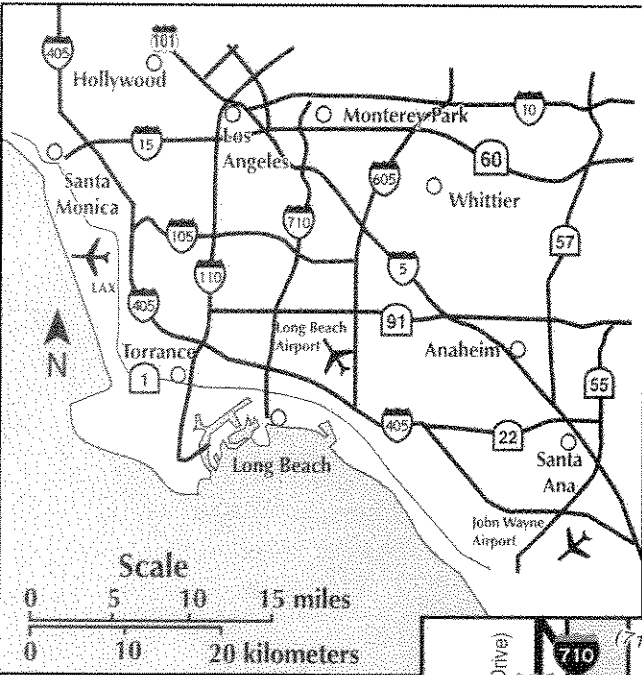 405
101
Hollywood
10
Monterey Park
15
Los
Angeles
60
Santa
Monica
605
Whittier
710
105
57
110
5
LAX
405
Long Beach
Airport
91
Anaheim
N
Torrance
1
55
405
22
Long Beach
Santa
Ana
John Wayne
Airport
Scale
0 5 10 15 miles
0 10 20 kilometers
Drive)
710